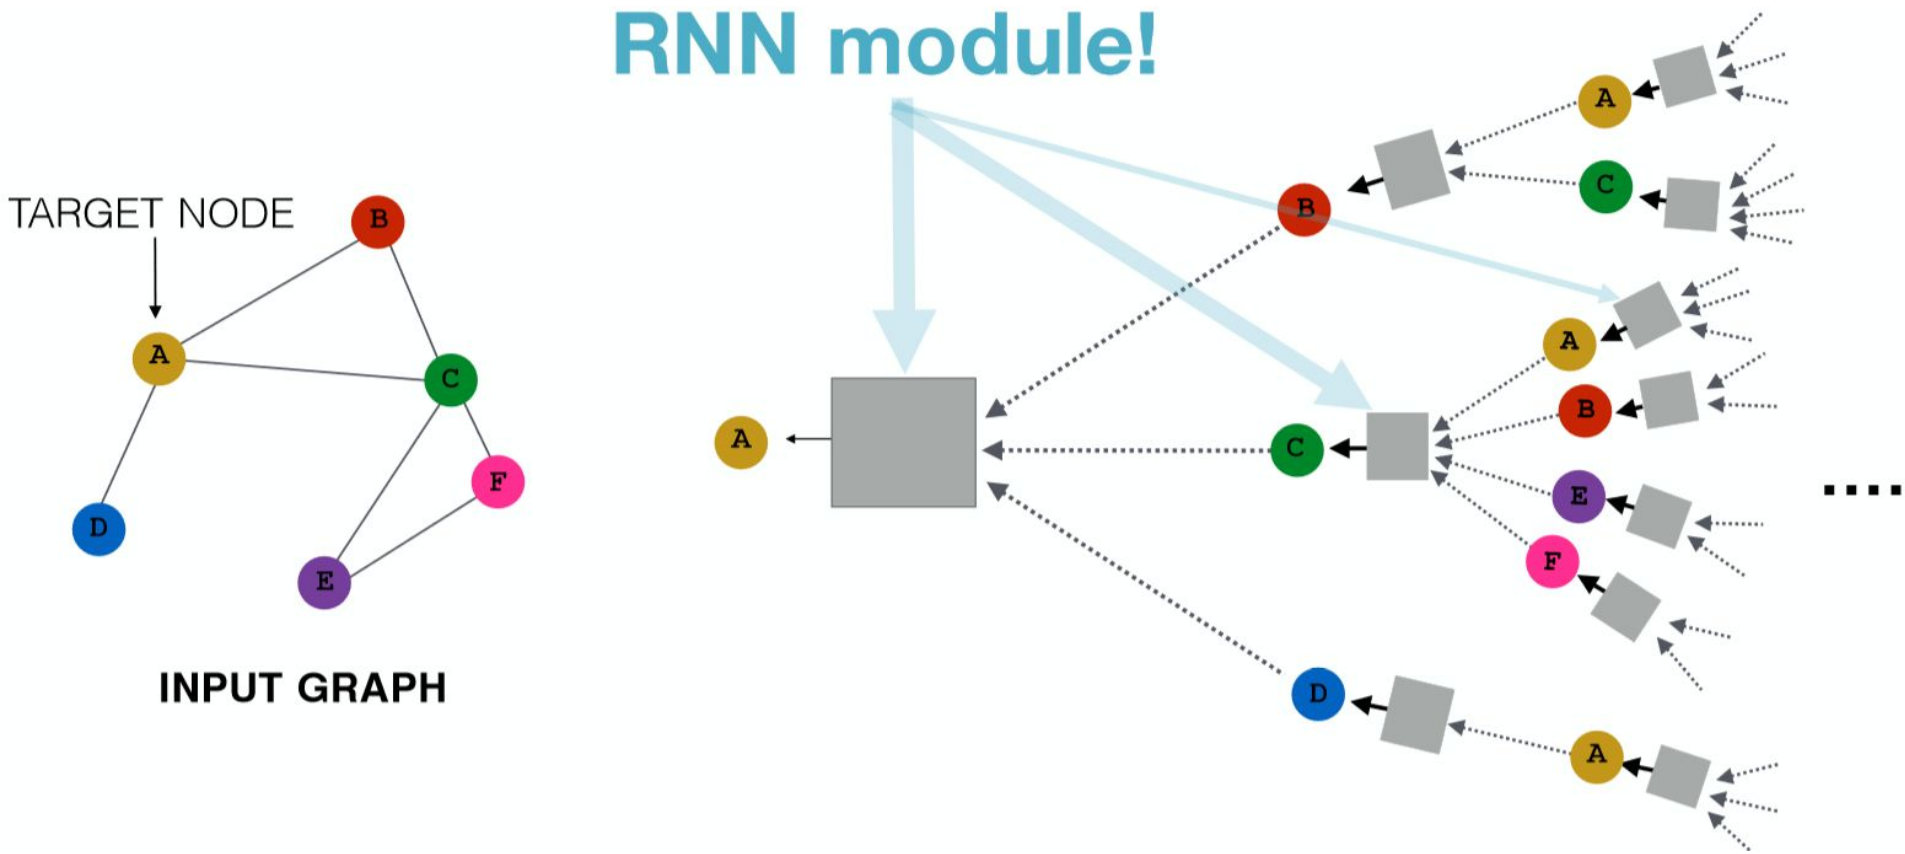 RNN module!
TARGET NODE
B
A
C
F
D
E
INPUT GRAPH
A
B
C
D
A
C
A
B
E
F
A
....